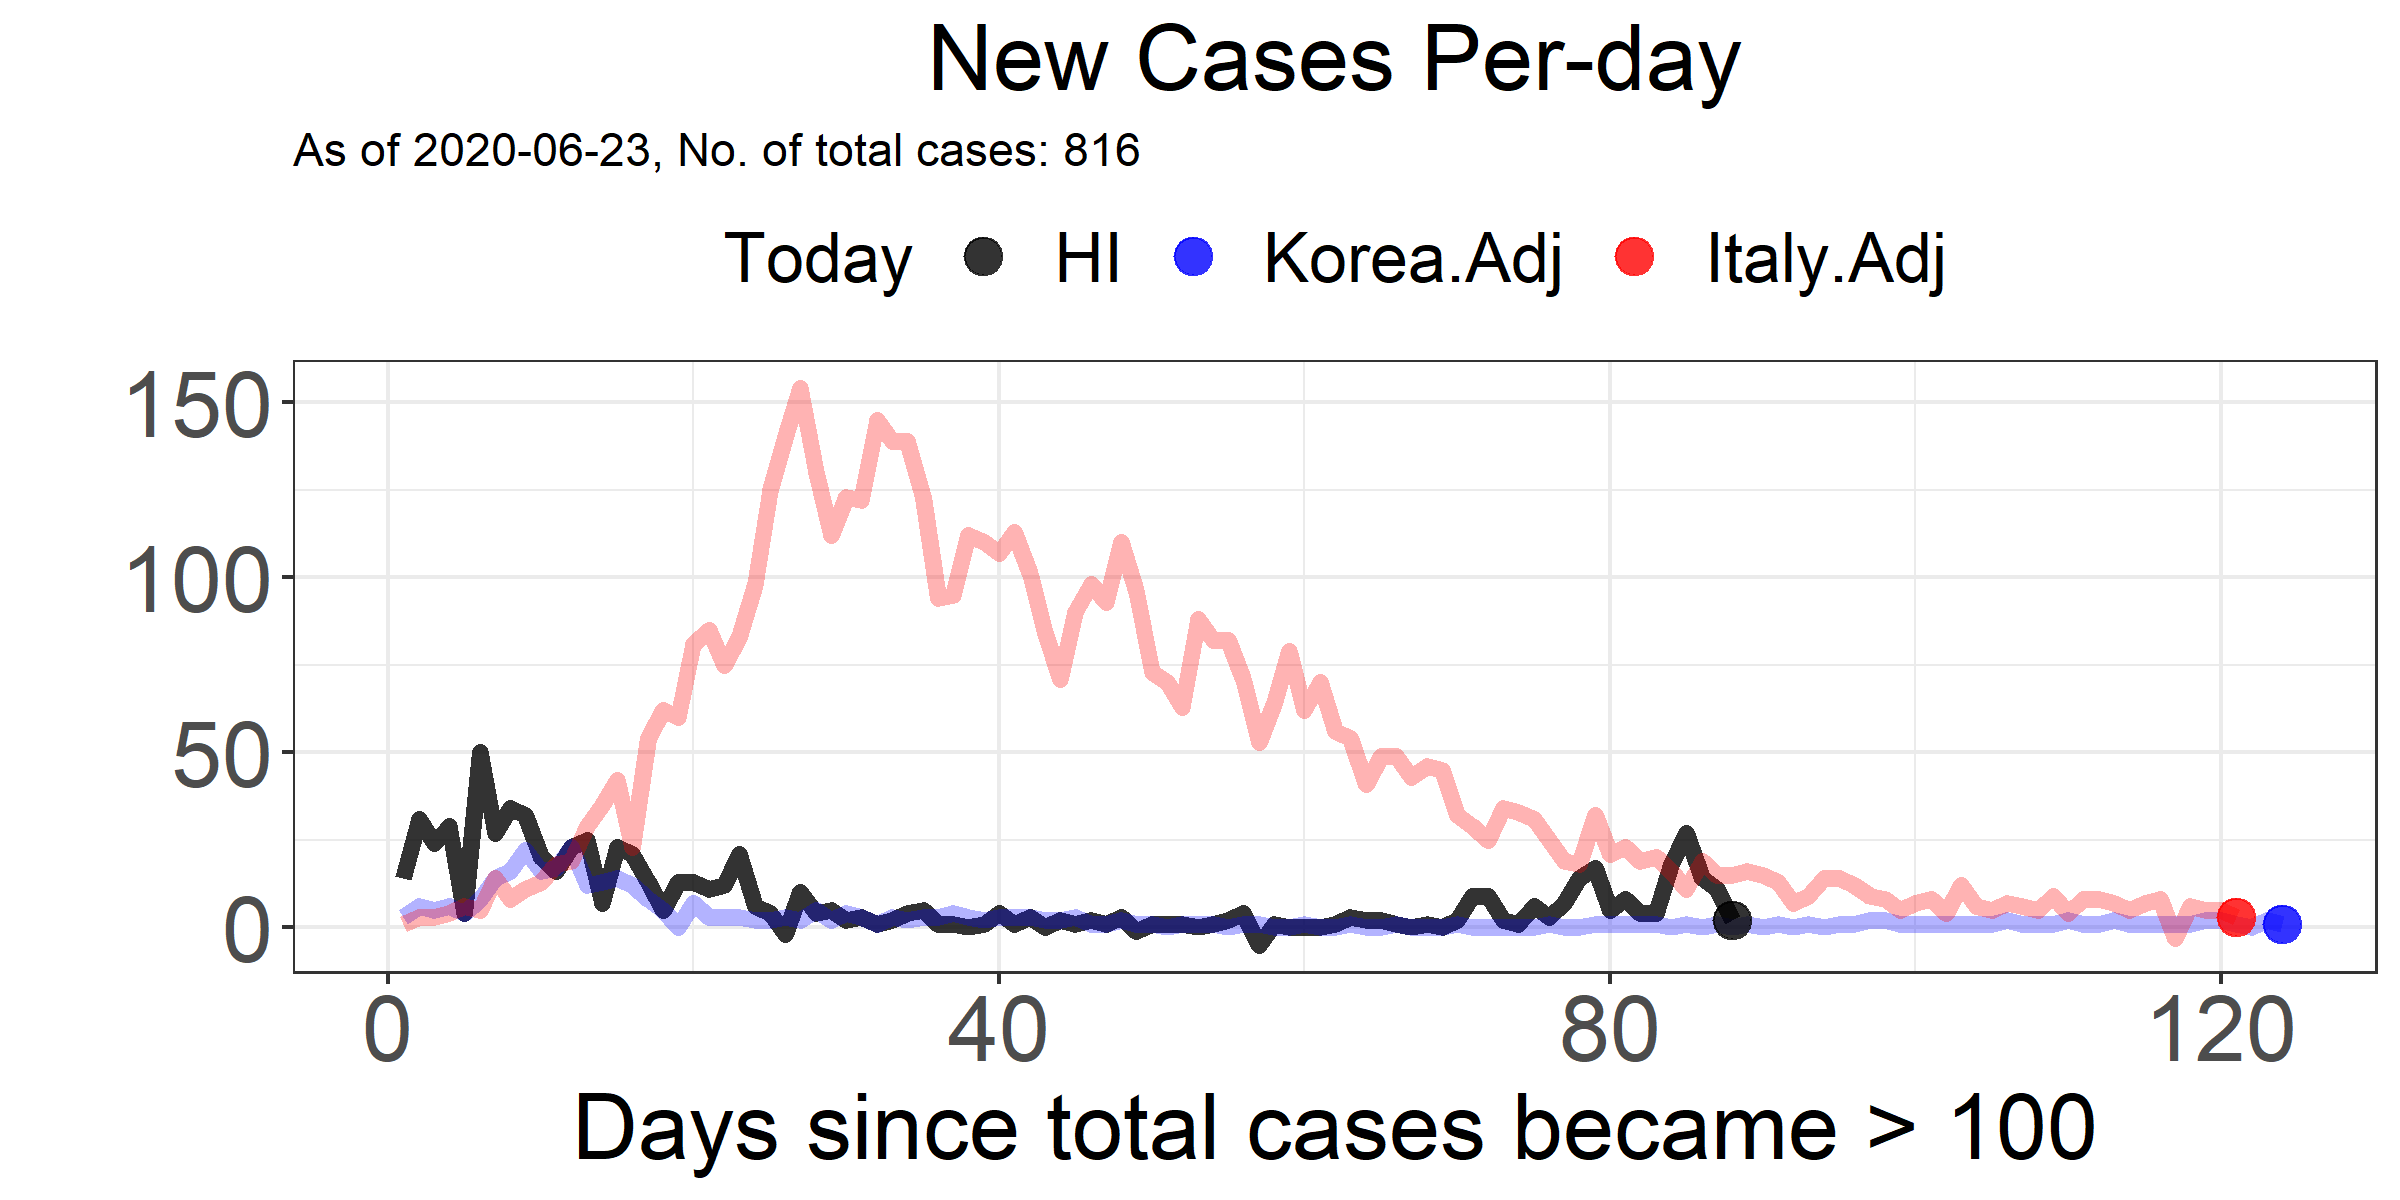 New Cases Per-day
As of 2020-06-23, No. of total cases: 816
Today HI Korea.Adj Italy.Adj
150
100
50
0
0 40 80 120
Days since total cases became > 100